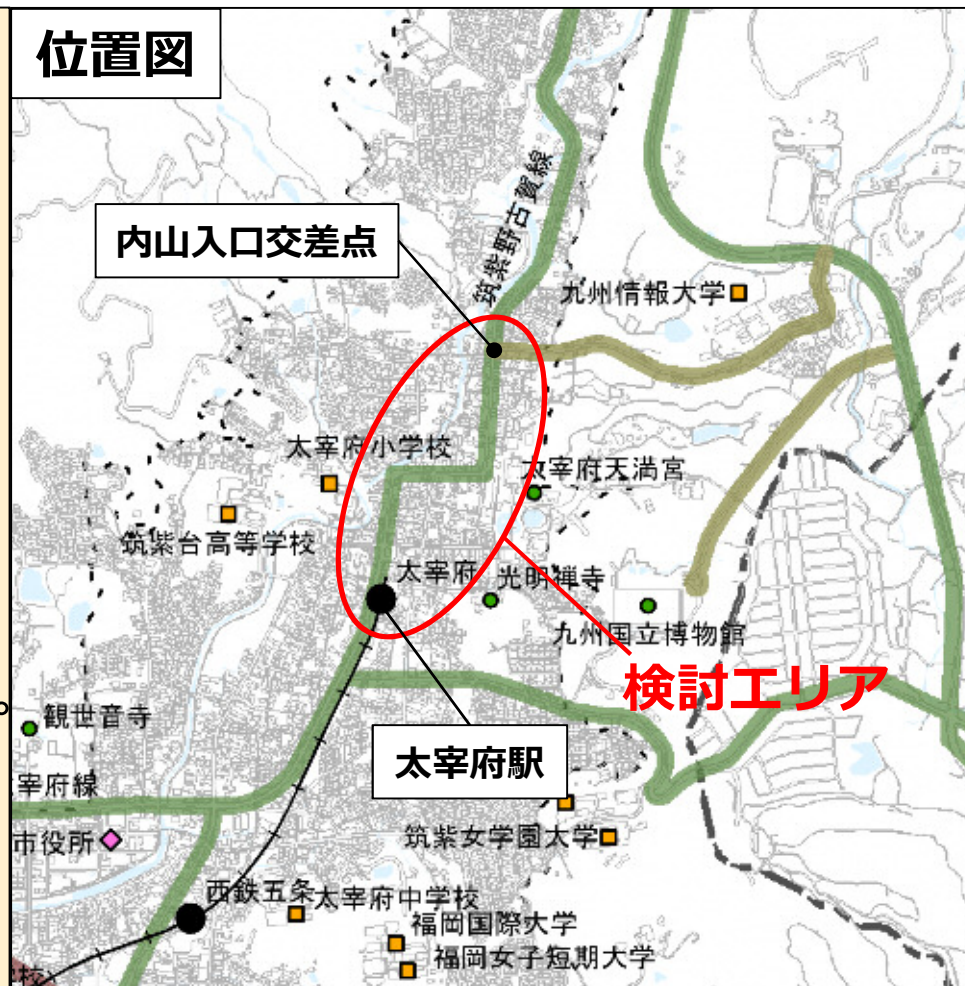 位置図
筑紫野古賀線
内山入口交差点
九州情報大学
太宰府小学校
太宰府天満宮
筑紫台高等学校
太宰府
光明禅寺
九州国立博物館
検討エリア
観世音寺
太宰府駅
宰府線
市役所
筑紫女学園大学
西鉄五条
太宰府中学校
福岡国際大学
福岡女子短期大学